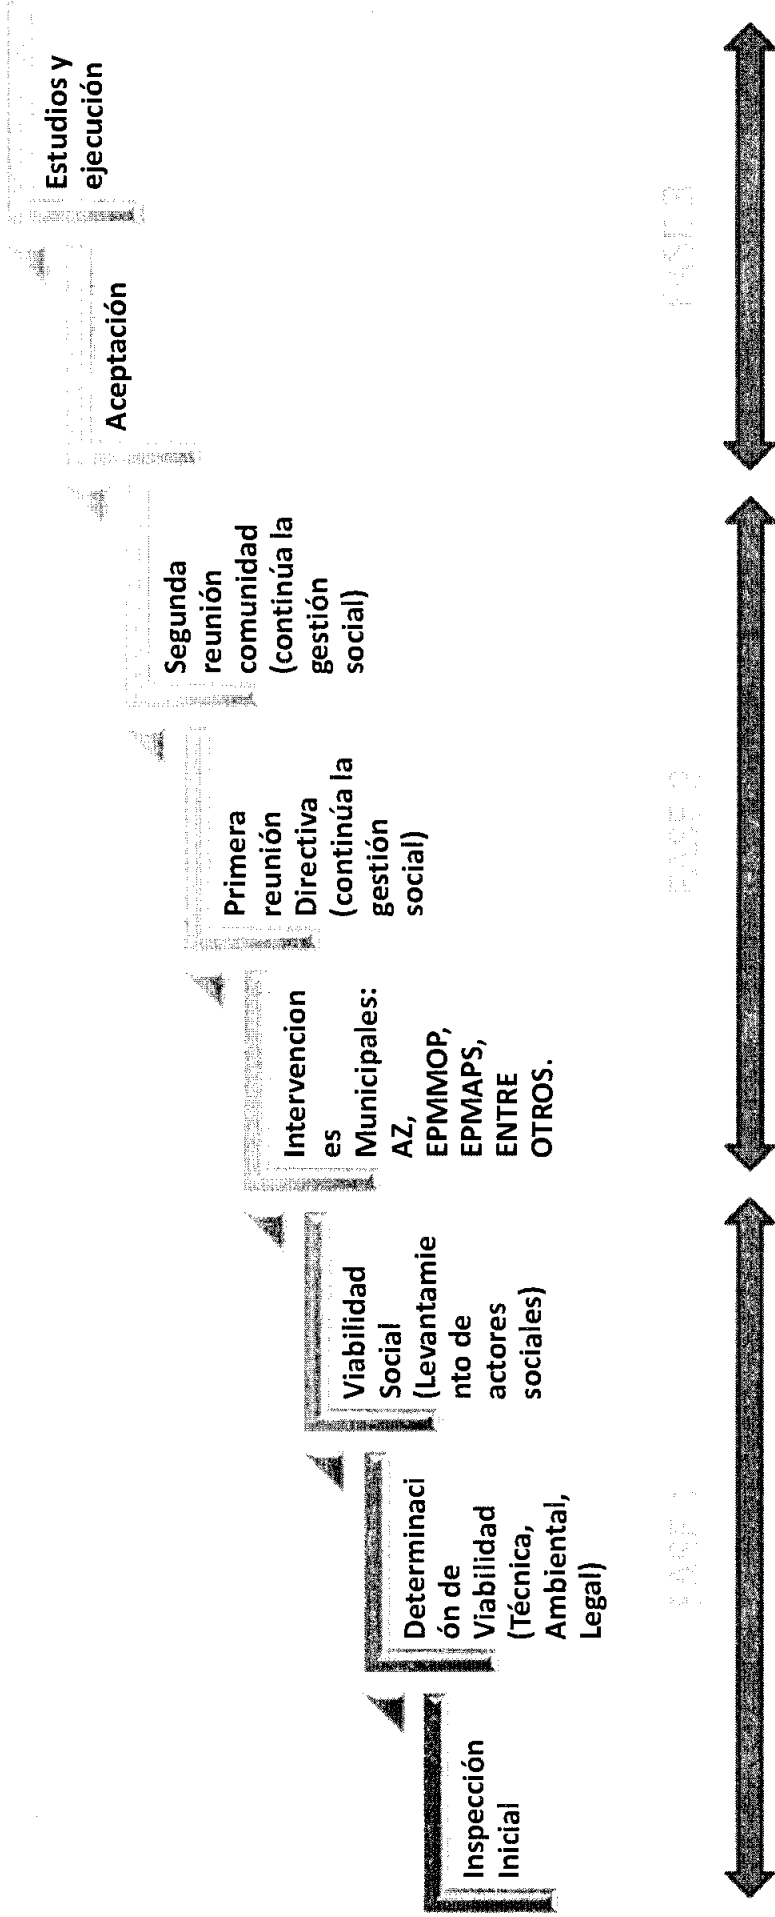 Inspección
Inicial
Determinaci
ón de
Viabilidad
(Técnica,
Ambiental,
Legal)
Viabilidad
Social
(Levantamie
nto de
actores
sociales)
Intervencion
es
Municipales:
AZ,
EPMMOP,
EPMAPS,
ENTRE
OTROS.
Primera
reunión
Directiva
(continúa la
gestión
social)
Segunda
reunión
comunidad
(continúa la
gestión
social)
Aceptación
Estudios y
ejecución